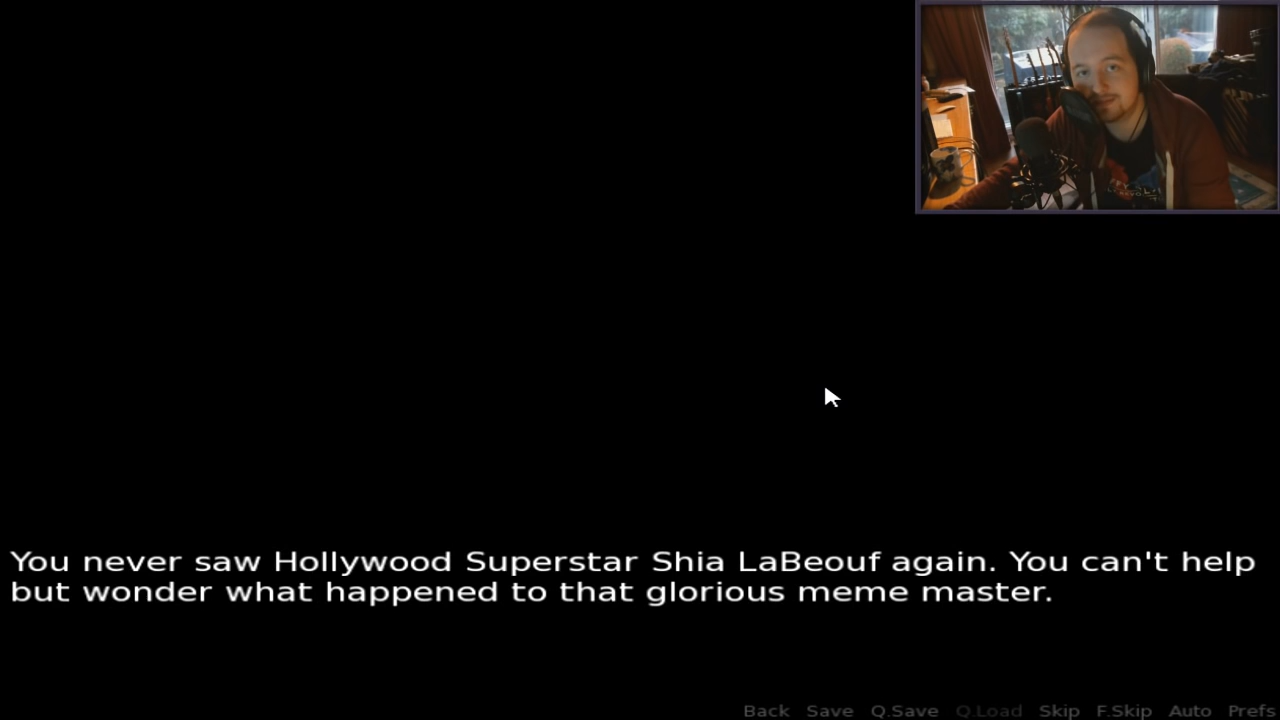 You never saw Hollywood Superstar Shia LaBeouf again. You can't help
but wonder what happened to that glorious meme master.
Back Save Q.Save Q.Load Skip F.Skip Auto Prefs